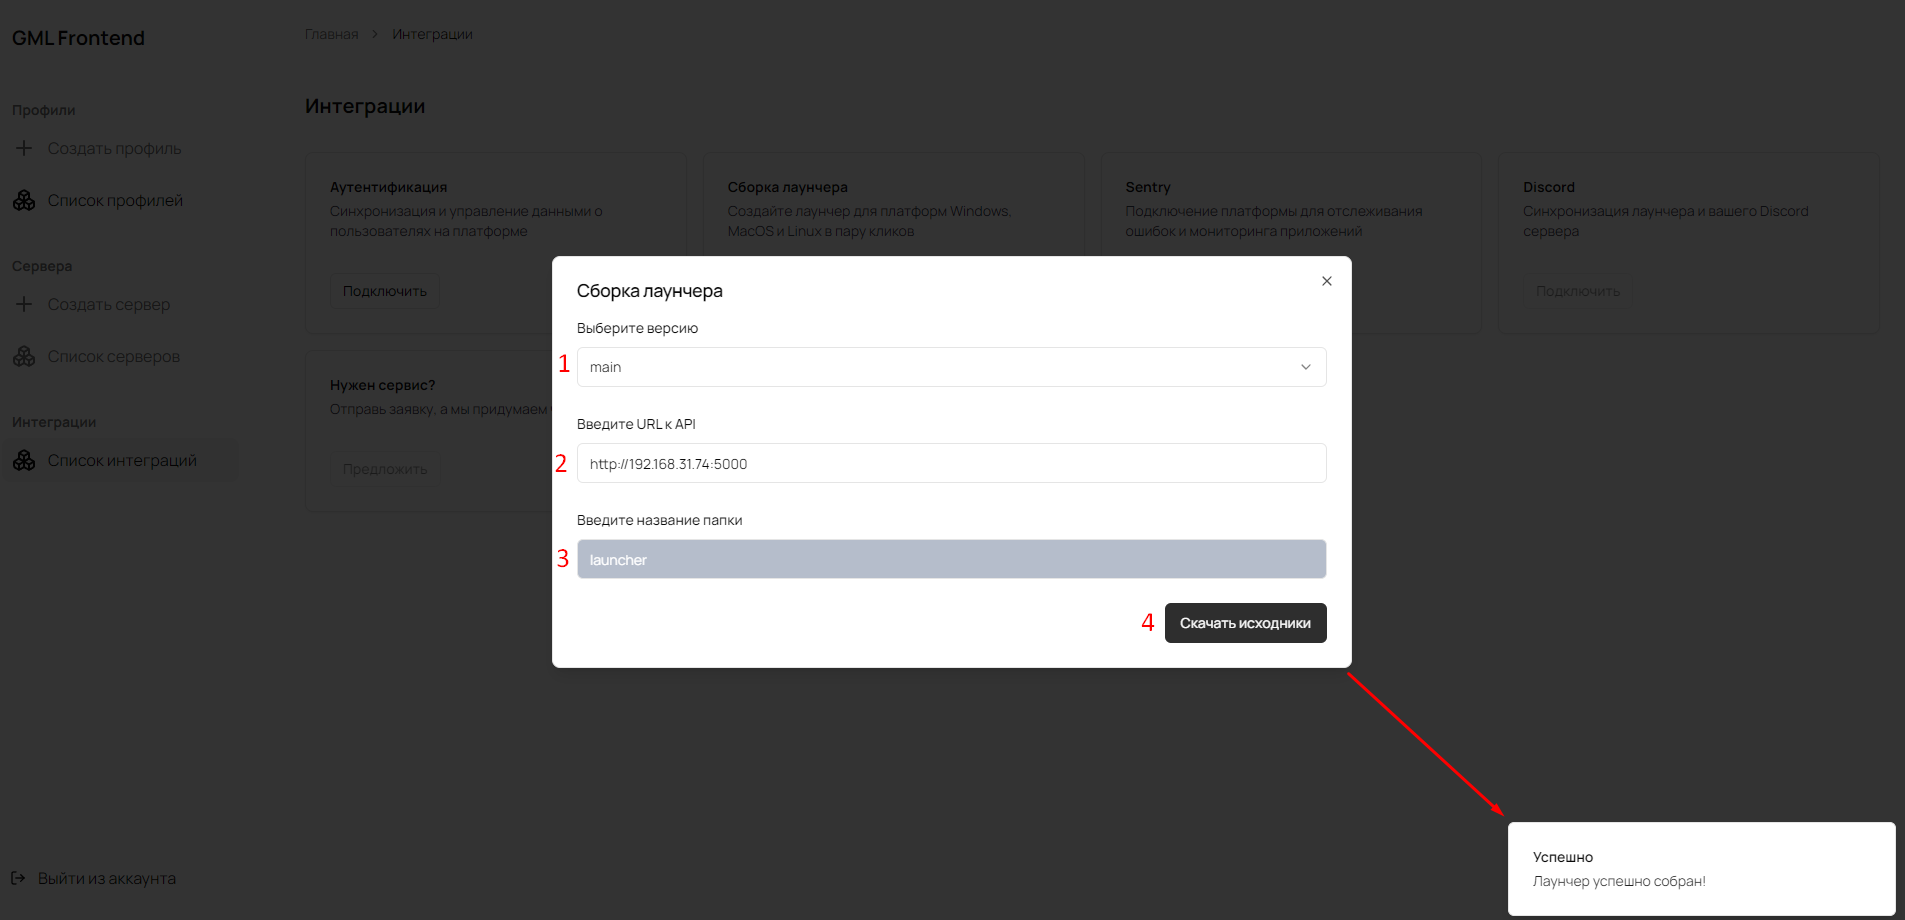 GML Frontend
Главная > Интеграции
Профили
Создать профиль
Список профилей
Сервера
Создать сервер
Список серверов
Интеграции
Список интеграций
Выйти из аккаунта
Интеграции
Аутентификация
Синхронизация и управление данными о
пользователях на платформе
Подключить
Сборка лаунчера
Создайте лаунчер для платформ Windows,
MacOS и Linux в пару кликов
Sentry
Подключение платформы для отслеживания
ошибок и мониторинга приложений
Discord
Синхронизация лаунчера и вашего Discord
сервера
Подключить
Нужен сервис?
Отправь заявку, а мы придумаем
Предложить
Сборка лаунчера
Выберите версию
1 main
Введите URL к API
2 http://192.168.31.74:5000
Введите название папки
3 launcher
4 Скачать исходники
Успешно
Лаунчер успешно собран!